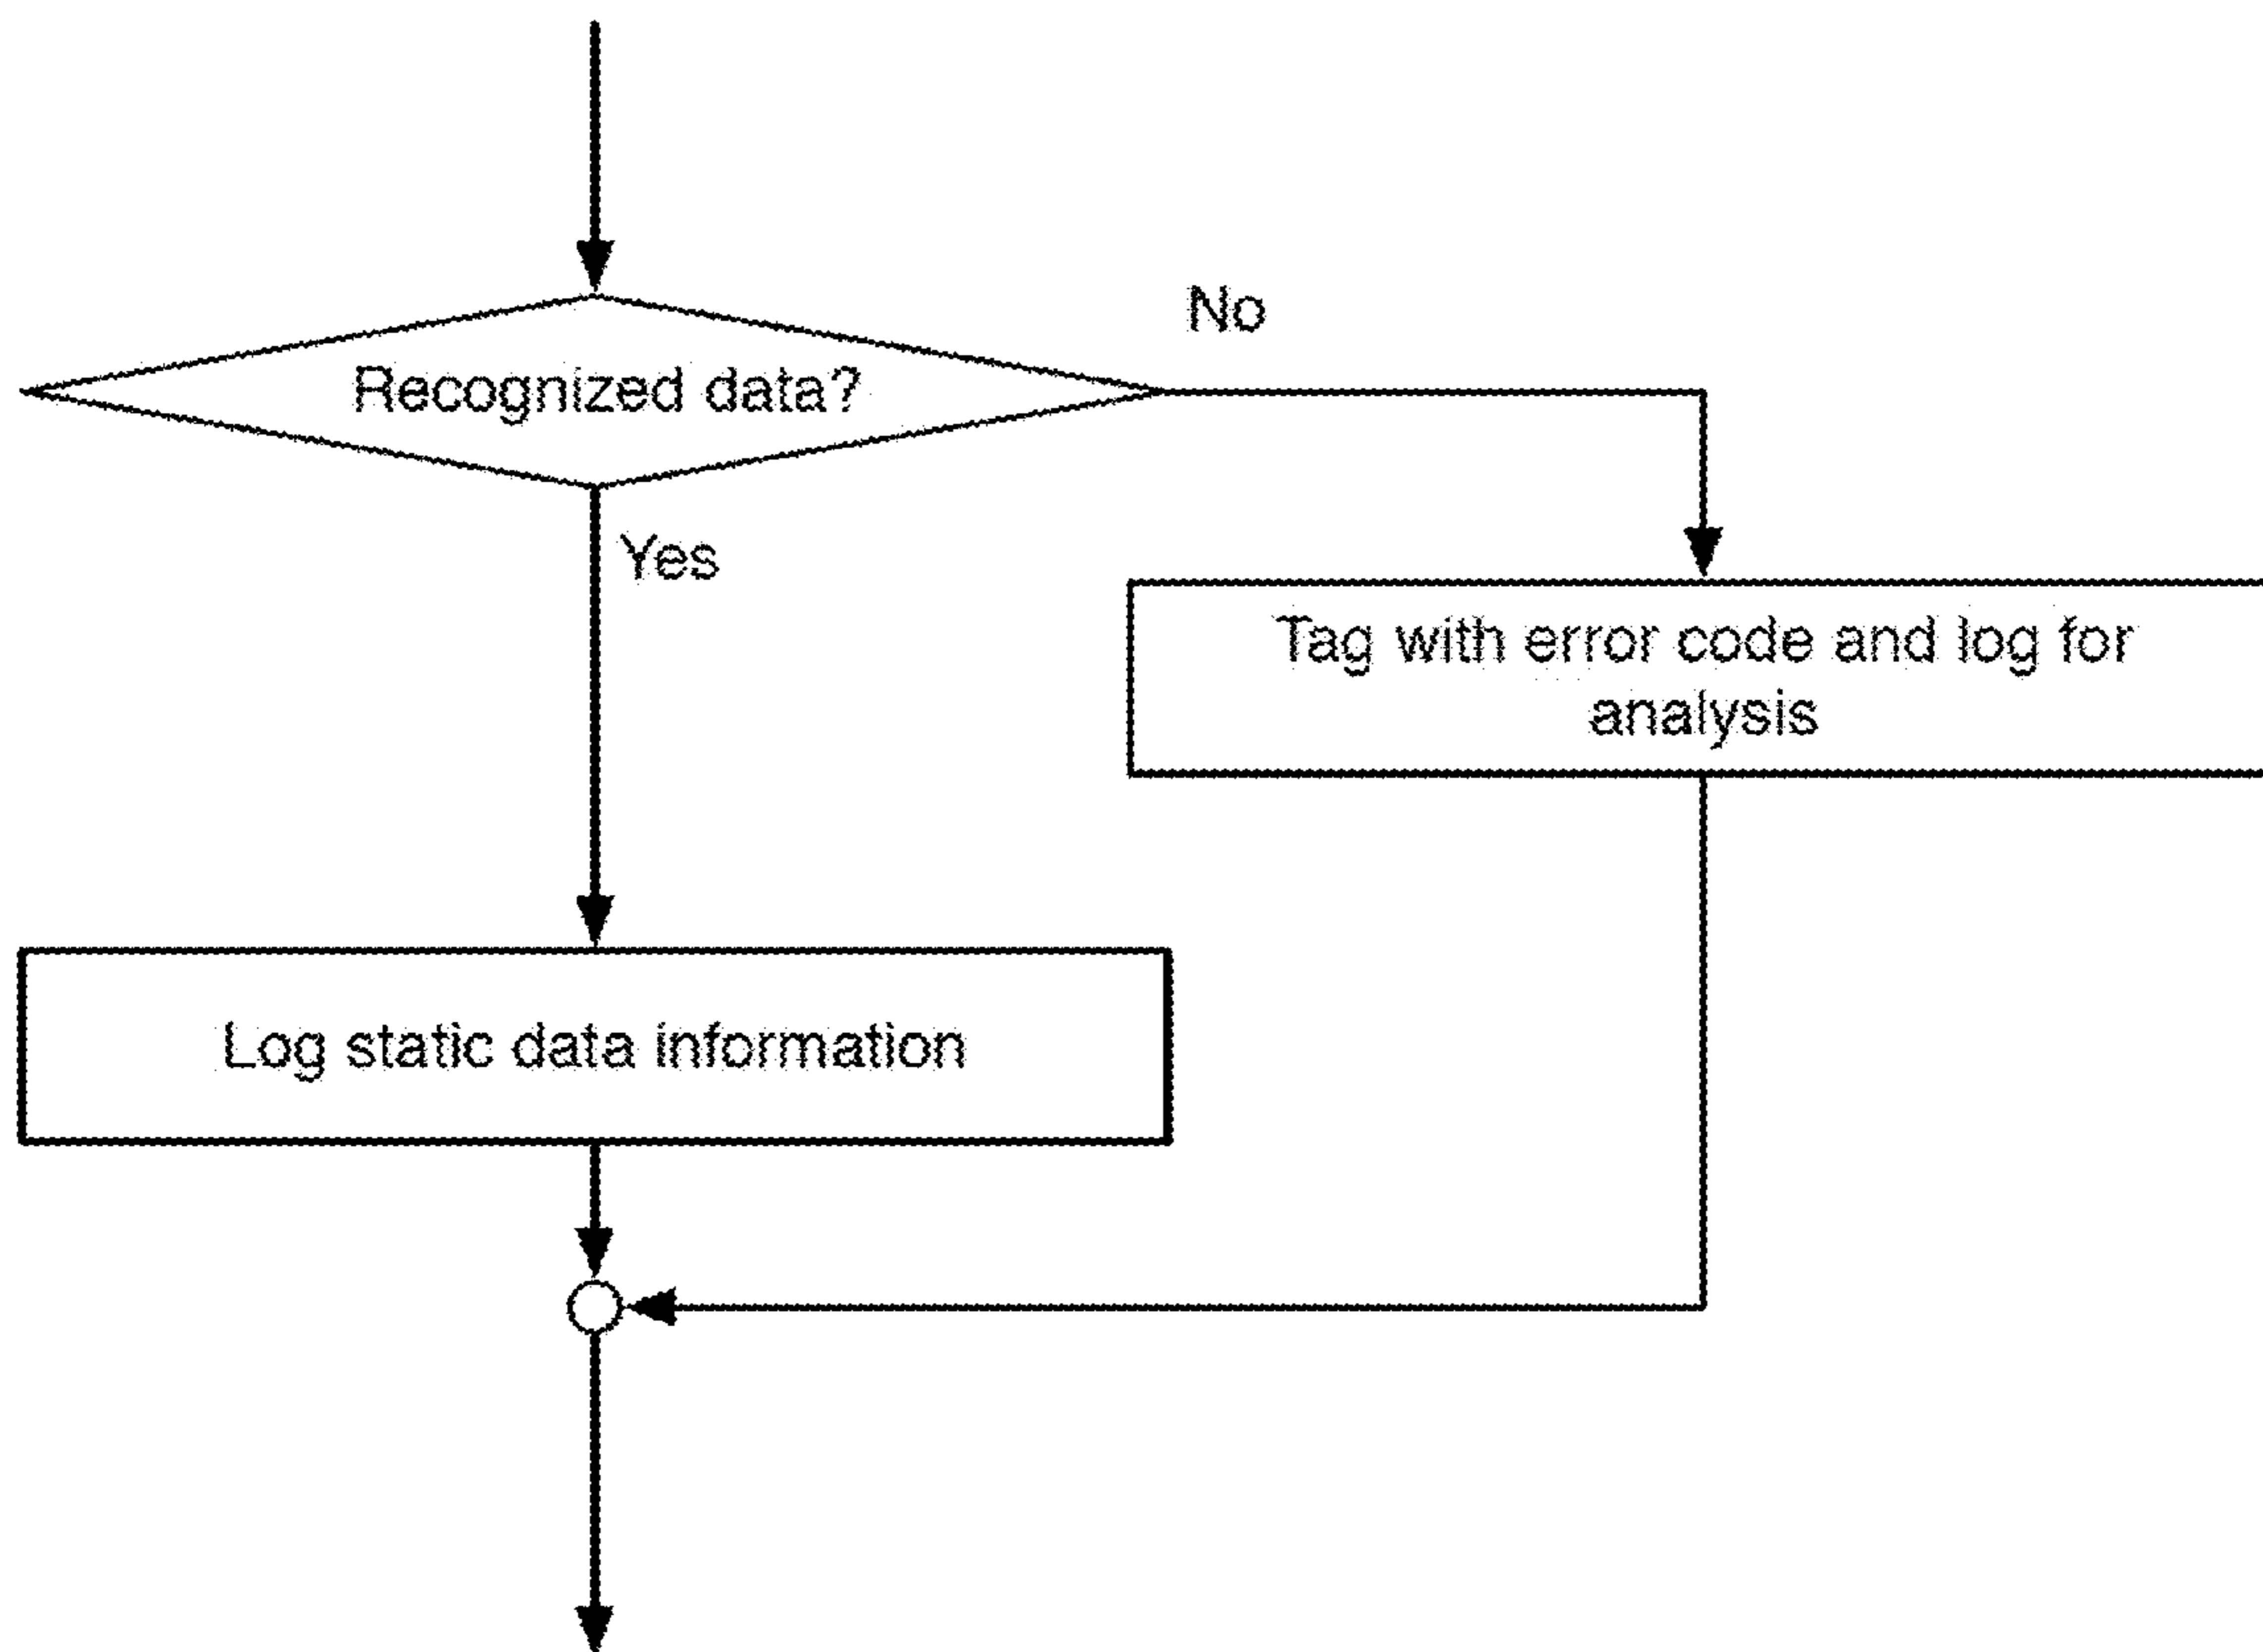 No
Recognized data?
Yes
Tag with error code and log for
analysis
Log static data information